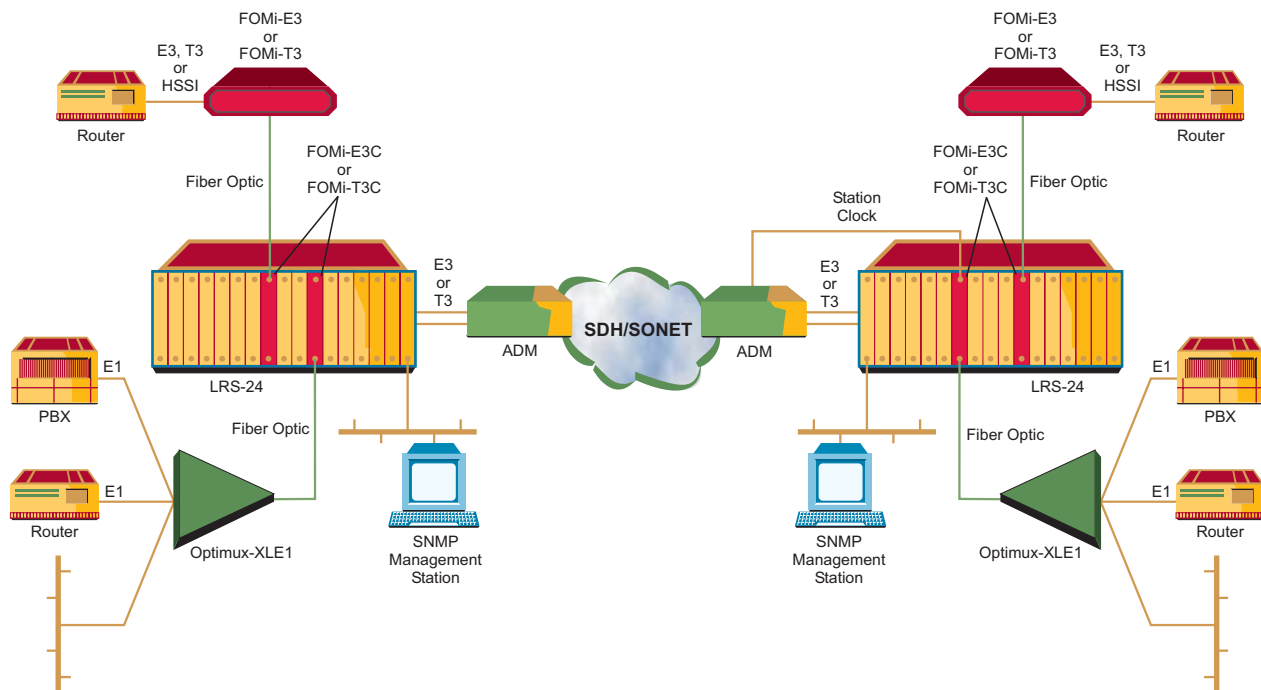 FOMi-E3
or
FOMi-T3
E3, T3
or
HSSI
Router
Fiber Optic
FOMi-E3C
or
FOMi-T3C
E3
or
T3
ADM
LRS-24
PBX
E1
Fiber Optic
Router
E1
Optimux-XLE1
SNMP
Management
Station
SDH/SONET
FOMi-E3
or
FOMi-T3
E3, T3
or
HSSI
Router
FOMi-E3C
or
FOMi-T3C
Fiber Optic
Station
Clock
E3
or
T3
ADM
LRS-24
E1
PBX
Fiber Optic
E1
Router
Optimux-XLE1
SNMP
Management
Station